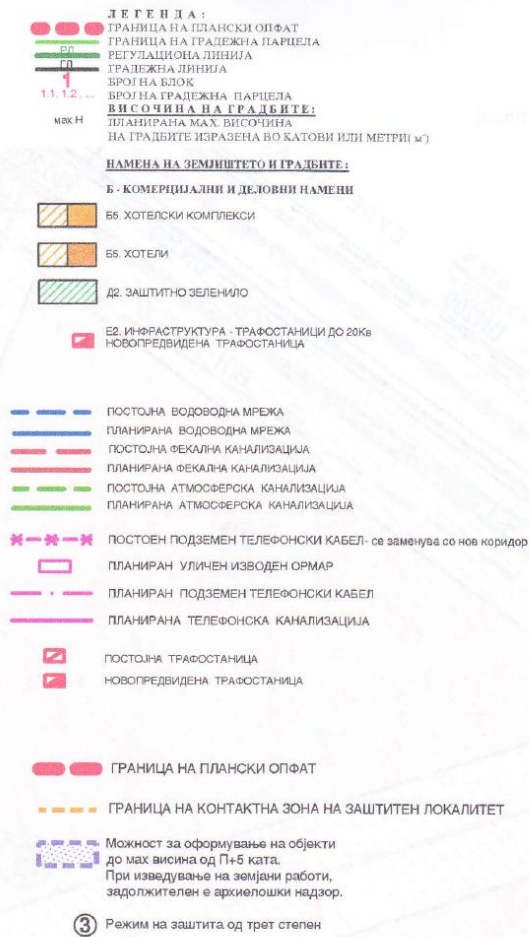 ЛЕГЕНДА:
ГРАНИЦА НА ПЛАНСКИ ОПФАТ
ГРАНИЦА НА ГРАДЕЖНА ПАРЦЕЛА
РЛ РЕГУЛАЦИОНА ЛИНИЈА
ГЛ ГРАДЕЖНА ЛИНИЈА
1 БРОЈ НА БЛОК
1.1, 1.2, ... БРОЈ НА ГРАДЕЖНА ПАРЦЕЛА
ВИСОЧИНА НА ГРАДБИТЕ:
мах Н ПЛАНИРАНА МАХ. ВИСОЧИНА
НА ГРАДБИТЕ ИЗРАЗЕНА ВО КАТОВИ ИЛИ МЕТРИ( м')
НАМЕНА НА ЗЕМЈИШТЕТО И ГРАДБИТЕ:
Б - КОМЕРЦИЈАЛНИ И ДЕЛОВНИ НАМЕНИ
Б5. ХОТЕЛСКИ КОМПЛЕКСИ
Б5. ХОТЕЛИ
Д2. ЗАШТИТНО ЗЕЛЕНИЛО
Е2. ИНФРАСТРУКТУРА - ТРАФОСТАНИЦИ ДО 20Кв
НОВОПРЕДВИДЕНА ТРАФОСТАНИЦА
ПОСТОЈНА ВОДОВОДНА МРЕЖА
ПЛАНИРАНА ВОДОВОДНА МРЕЖА
ПОСТОЈНА ФЕКАЛНА КАНАЛИЗАЦИЈА
ПЛАНИРАНА ФЕКАЛНА КАНАЛИЗАЦИЈА
ПОСТОЈНА АТМОСФЕРСКА КАНАЛИЗАЦИЈА
ПЛАНИРАНА АТМОСФЕРСКА КАНАЛИЗАЦИЈА
ПОСТОЕН ПОДЗЕМЕН ТЕЛЕФОНСКИ КАБЕЛ- се заменува со нов коридор
ПЛАНИРАН УЛИЧЕН ИЗВОДЕН ОРМАР
ПЛАНИРАН ПОДЗЕМЕН ТЕЛЕФОНСКИ КАБЕЛ
ПЛАНИРАНА ТЕЛЕФОНСКА КАНАЛИЗАЦИЈА
ПОСТОЈНА ТРАФОСТАНИЦА
НОВОПРЕДВИДЕНА ТРАФОСТАНИЦА
ГРАНИЦА НА ПЛАНСКИ ОПФАТ
ГРАНИЦА НА КОНТАКТНА ЗОНА НА ЗАШТИТЕН ЛОКАЛИТЕТ
Можност за оформување на објекти
до мах висина од П+5 ката.
При изведување на земјани работи,
задолжителен е архиелошки надзор.
3 Режим на заштита од трет степен